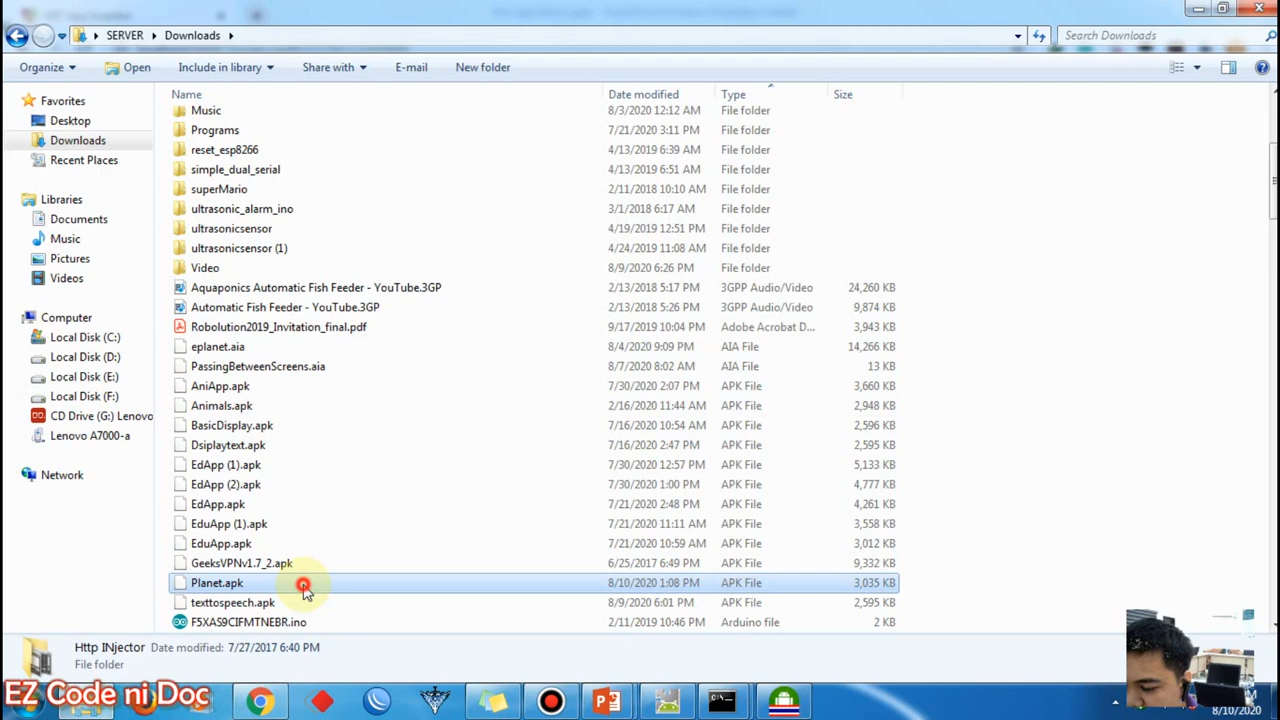 SERVER Downloads
Search Downloads
Organize Open Include in library Share with E-mail New folder
Name Date modified Type Size
Favorites
Desktop
Downloads
Recent Places
Libraries
Documents
Music
Pictures
Videos
Computer
Local Disk (C:)
Local Disk (D:)
Local Disk (E:)
Local Disk (F:)
CD Drive (G:) Lenovo
Lenovo A7000-a
Network
Music 8/3/2020 12:12 AM File folder
Programs 7/21/2020 3:11 PM File folder
reset_esp8266 4/13/2019 6:39 AM File folder
simple_dual_serial 4/13/2019 6:51 AM File folder
superMario 2/11/2018 10:10 AM File folder
ultrasonic_alarm_ino 3/1/2018 6:17 AM File folder
ultrasonicsensor 4/19/2019 12:51 PM File folder
ultrasonicsensor (1) 4/24/2019 11:08 AM File folder
Video 8/9/2020 6:26 PM File folder
Aquaponics Automatic Fish Feeder - YouTube.3GP 2/13/2018 5:17 PM 3GPP Audio/Video 24,260 KB
Automatic Fish Feeder - YouTube.3GP 2/13/2018 5:26 PM 3GPP Audio/Video 9,874 KB
Robolution2019_Invitation_final.pdf 9/17/2019 10:04 PM Adobe Acrobat D... 3,943 KB
eplanet.aia 8/4/2020 9:09 PM AIA File 14,266 KB
PassingBetweenScreens.aia 8/7/2020 8:02 AM AIA File 13 KB
AniApp.apk 7/30/2020 2:07 PM APK File 3,660 KB
Animals.apk 2/16/2020 11:44 AM APK File 2,948 KB
BasicDisplay.apk 7/16/2020 10:54 AM APK File 2,596 KB
Dsiplaytext.apk 7/16/2020 2:47 PM APK File 2,595 KB
EdApp (1).apk 7/30/2020 12:57 PM APK File 5,133 KB
EdApp (2).apk 7/30/2020 1:00 PM APK File 4,777 KB
EdApp.apk 7/21/2020 2:48 PM APK File 4,261 KB
EduApp (1).apk 7/21/2020 11:11 AM APK File 3,558 KB
EduApp.apk 7/21/2020 10:59 AM APK File 3,012 KB
GeeksVPNv1.7_2.apk 6/25/2017 6:49 PM APK File 9,332 KB
Planet.apk 8/10/2020 1:08 PM APK File 3,035 KB
texttospeech.apk 8/9/2020 6:01 PM APK File 2,595 KB
F5XAS9CIFMTNEBR.ino 2/11/2019 10:46 PM Arduino file 2 KB
Http INjector Date modified: 7/27/2017 6:40 PM
File folder
EZ Code ni Doc
8/10/2020